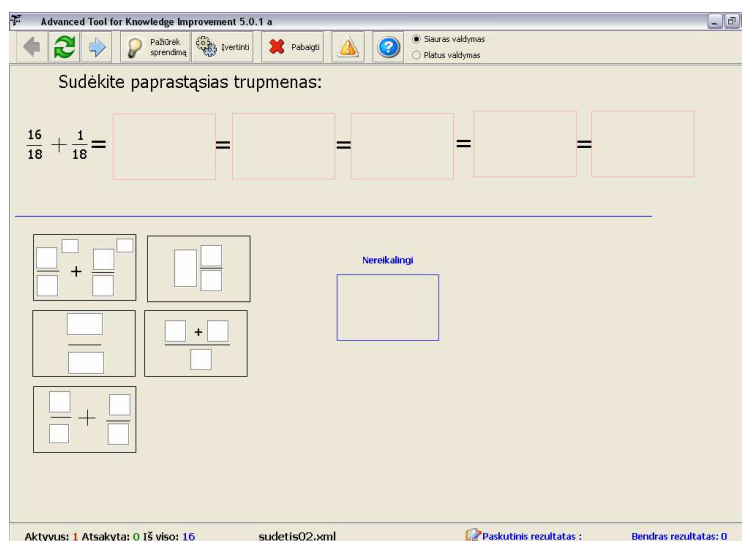 Advanced Tool for Knowledge Improvement 5.0.1 a
Pažiūrėk sprendimą
Įvertinti
Pabaigti
Siauras valdymas
Platus valdymas
Sudėkite paprastąsias trupmenas:
16/18 + 1/18 = = = = =
Nereikalingi
+
+
+
Aktyvus: 1 Atsakyta: 0 Iš viso: 16 sudetis02.xml Paskutinis rezultatas : Bendras rezultatas: 0